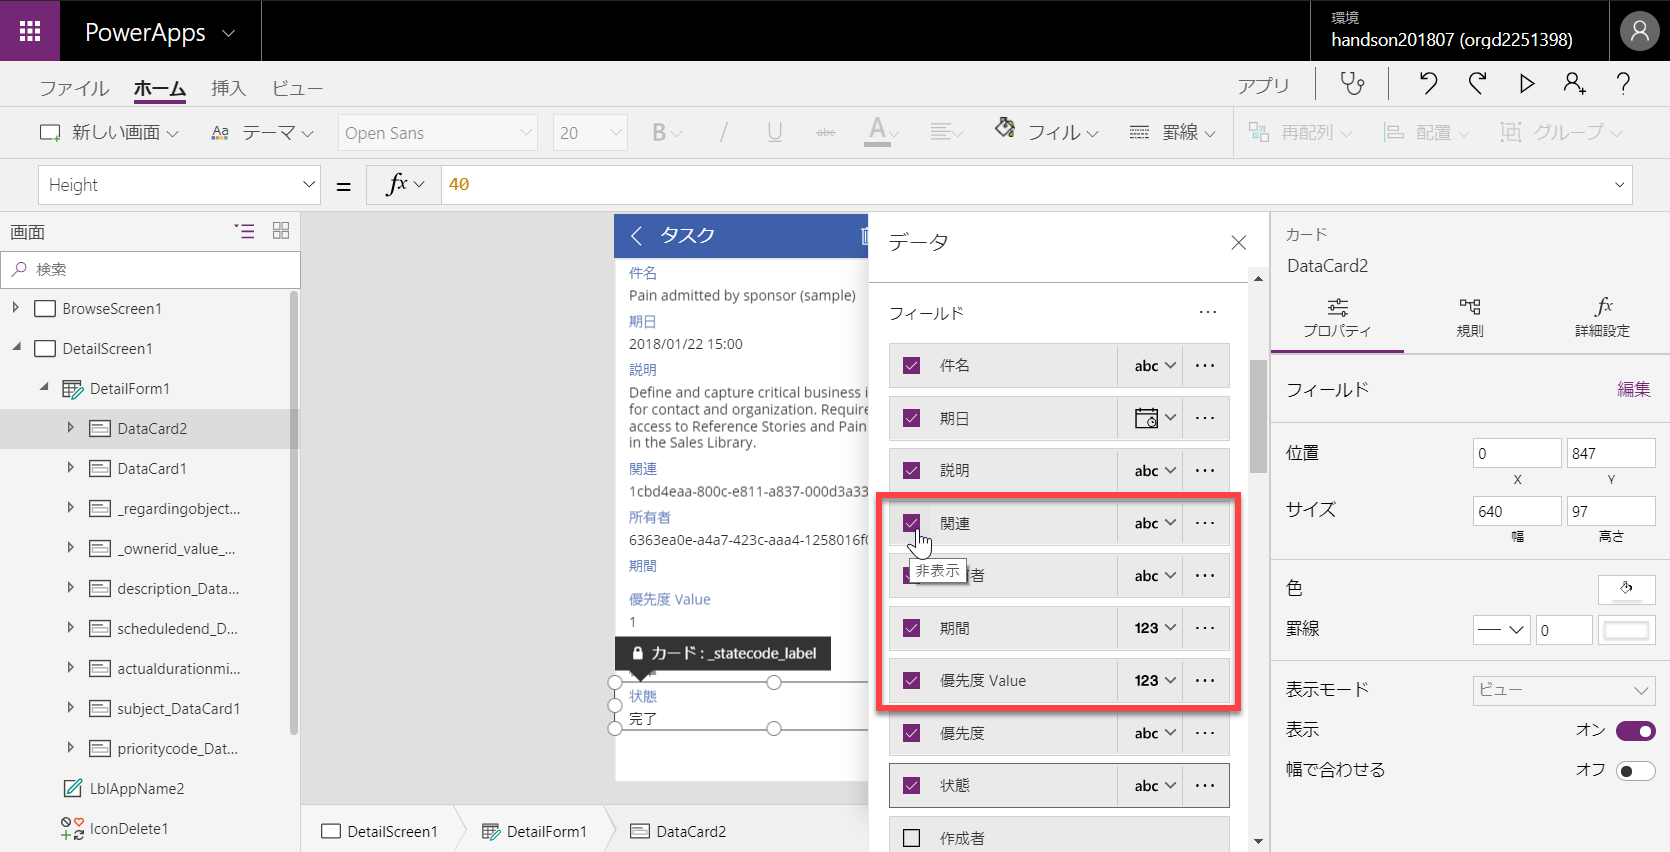 PowerApps
環境
handson201807 (orgd2251398)
ファイル
ホーム
挿入
ビュー
アプリ
新しい画面
テーマ
Open Sans
20
B
/
U
abc
A
フィル
罫線
再配列
配置
グループ
Height
=
fx
40
画面
検索
BrowseScreen1
DetailScreen1
DetailForm1
DataCard2
DataCard1
_regardingobject...
_ownerid_value_...
description_Data...
scheduledend_D...
actualdurationmi...
subject_DataCard1
prioritycode_Dat...
LblAppName2
IconDelete1
タスク
件名
Pain admitted by sponsor (sample)
期日
2018/01/22 15:00
説明
Define and capture critical business i
for contact and organization. Require
access to Reference Stories and Pain
in the Sales Library.
関連
1cbd4eaa-800c-e811-a837-000d3a33
所有者
6363ea0e-a4a7-423c-aaa4-1258016f0
期間
優先度 Value
1
カード : _statecode_label
状態
完了
DetailScreen1
DetailForm1
DataCard2
データ
フィールド
...
件名
abc
...
期日
...
説明
abc
...
関連
abc
...
非表示
者
abc
...
期間
123
...
優先度 Value
123
...
優先度
abc
...
状態
abc
...
作成者
カード
DataCard2
プロパティ
規則
fx
詳細設定
フィールド
編集
位置
0
847
X
Y
サイズ
640
97
幅
高さ
色
罫線
0
表示モード
ビュー
表示
オン
幅で合わせる
オフ